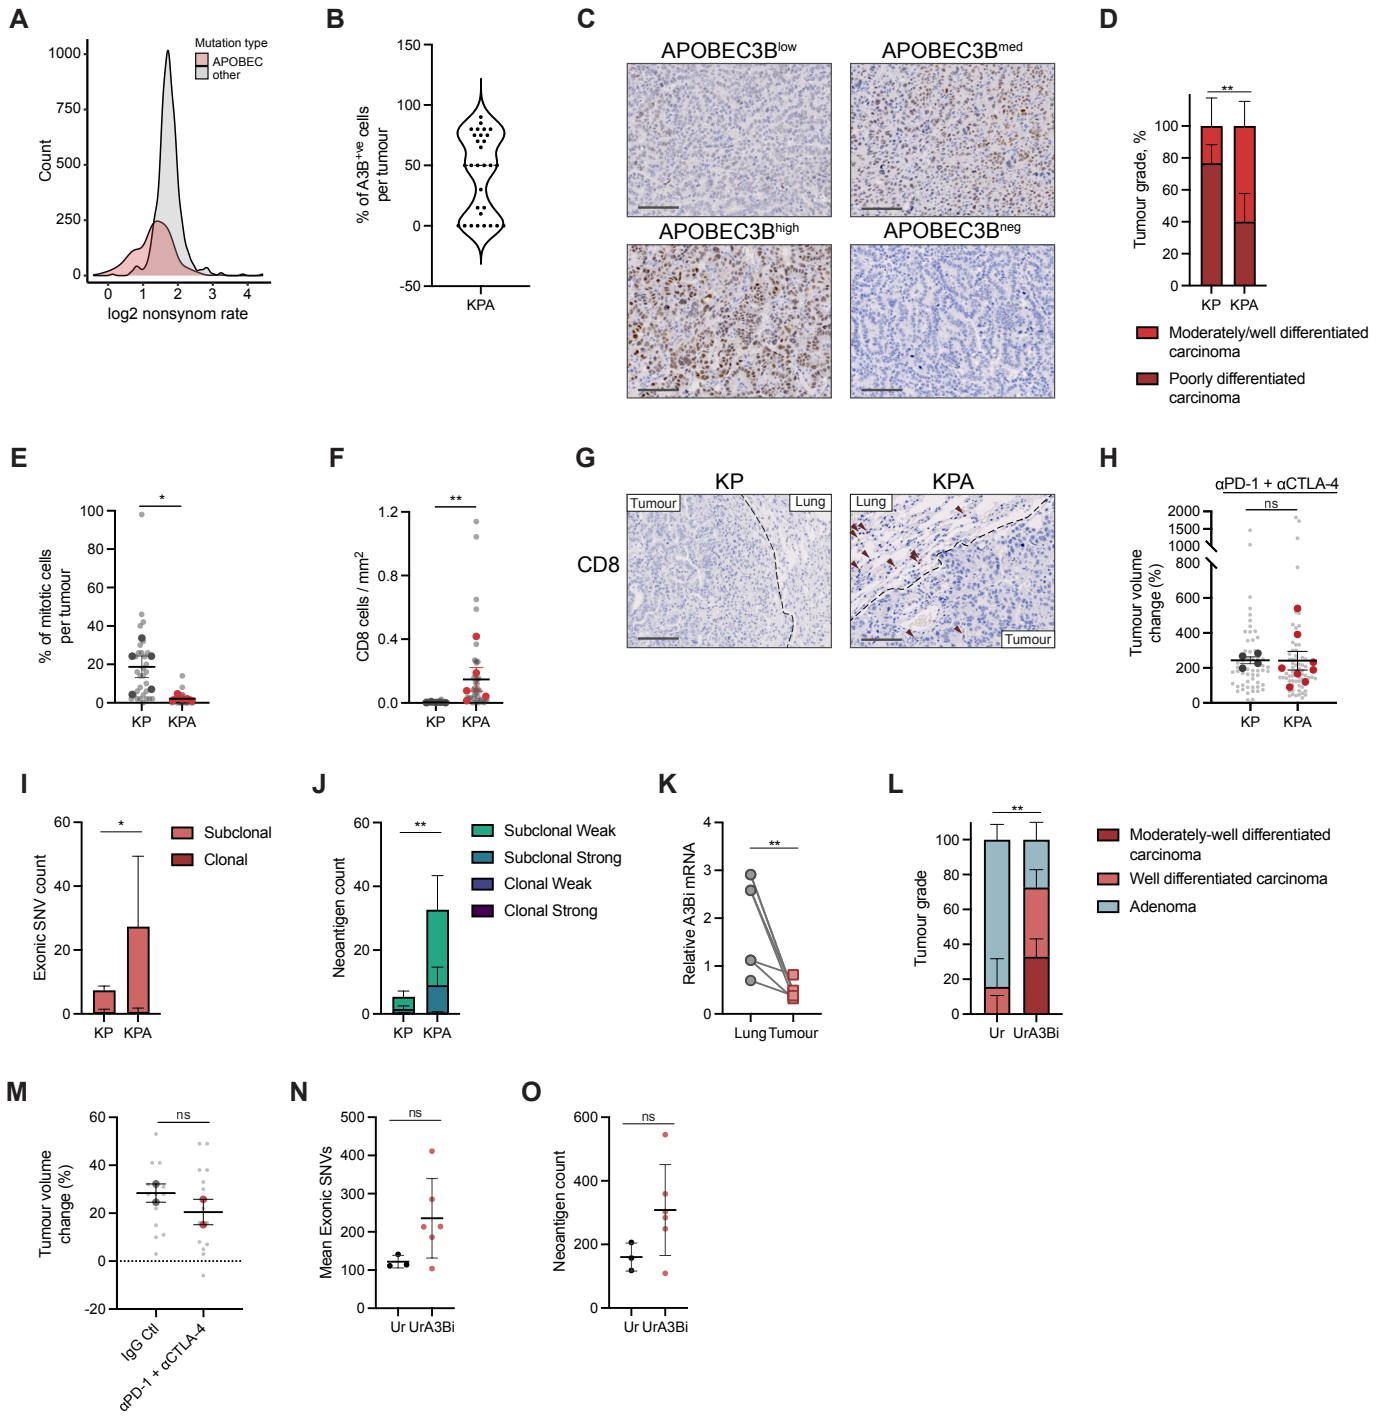 A
Mutation type
APOBEC
other
Count
1000
750
500
250
0
0 1 2 3 4
log2 nonsynom rate
B
% of A3B+ve cells
per tumour
150
100
50
0
-50
KPA
C
APOBEC3Blow
APOBEC3Bmed
APOBEC3Bhigh
APOBEC3Bneg
D
**
Tumour grade, %
100
80
60
40
20
0
KP KPA
Moderately/well differentiated
carcinoma
Poorly differentiated
carcinoma
E
*
% of mitotic cells
per tumour
100
80
60
40
20
0
KP KPA
F
**
CD8 cells / mm2
1.2
0.8
0.4
0.0
KP KPA
G
KP
KPA
CD8
Tumour
Lung
Lung
Tumour
H
αPD-1 + αCTLA-4
ns
Tumour volume
change (%)
2000
1500
1000
800
600
400
200
0
KP KPA
I
*
Exonic SNV count
60
40
20
0
KP KPA
Subclonal
Clonal
J
**
Neoantigen count
60
40
20
0
KP KPA
Subclonal Weak
Subclonal Strong
Clonal Weak
Clonal Strong
K
**
Relative A3Bi mRNA
4
3
2
1
0
Lung Tumour
L
**
Tumour grade
100
80
60
40
20
0
Ur UrA3Bi
Moderately-well differentiated
carcinoma
Well differentiated carcinoma
Adenoma
M
ns
Tumour volume
change (%)
60
40
20
0
-20
IgG Ctl
αPD-1 + αCTLA-4
N
ns
Mean Exonic SNVs
500
400
300
200
100
0
Ur UrA3Bi
O
ns
Neoantigen count
600
400
200
0
Ur UrA3Bi